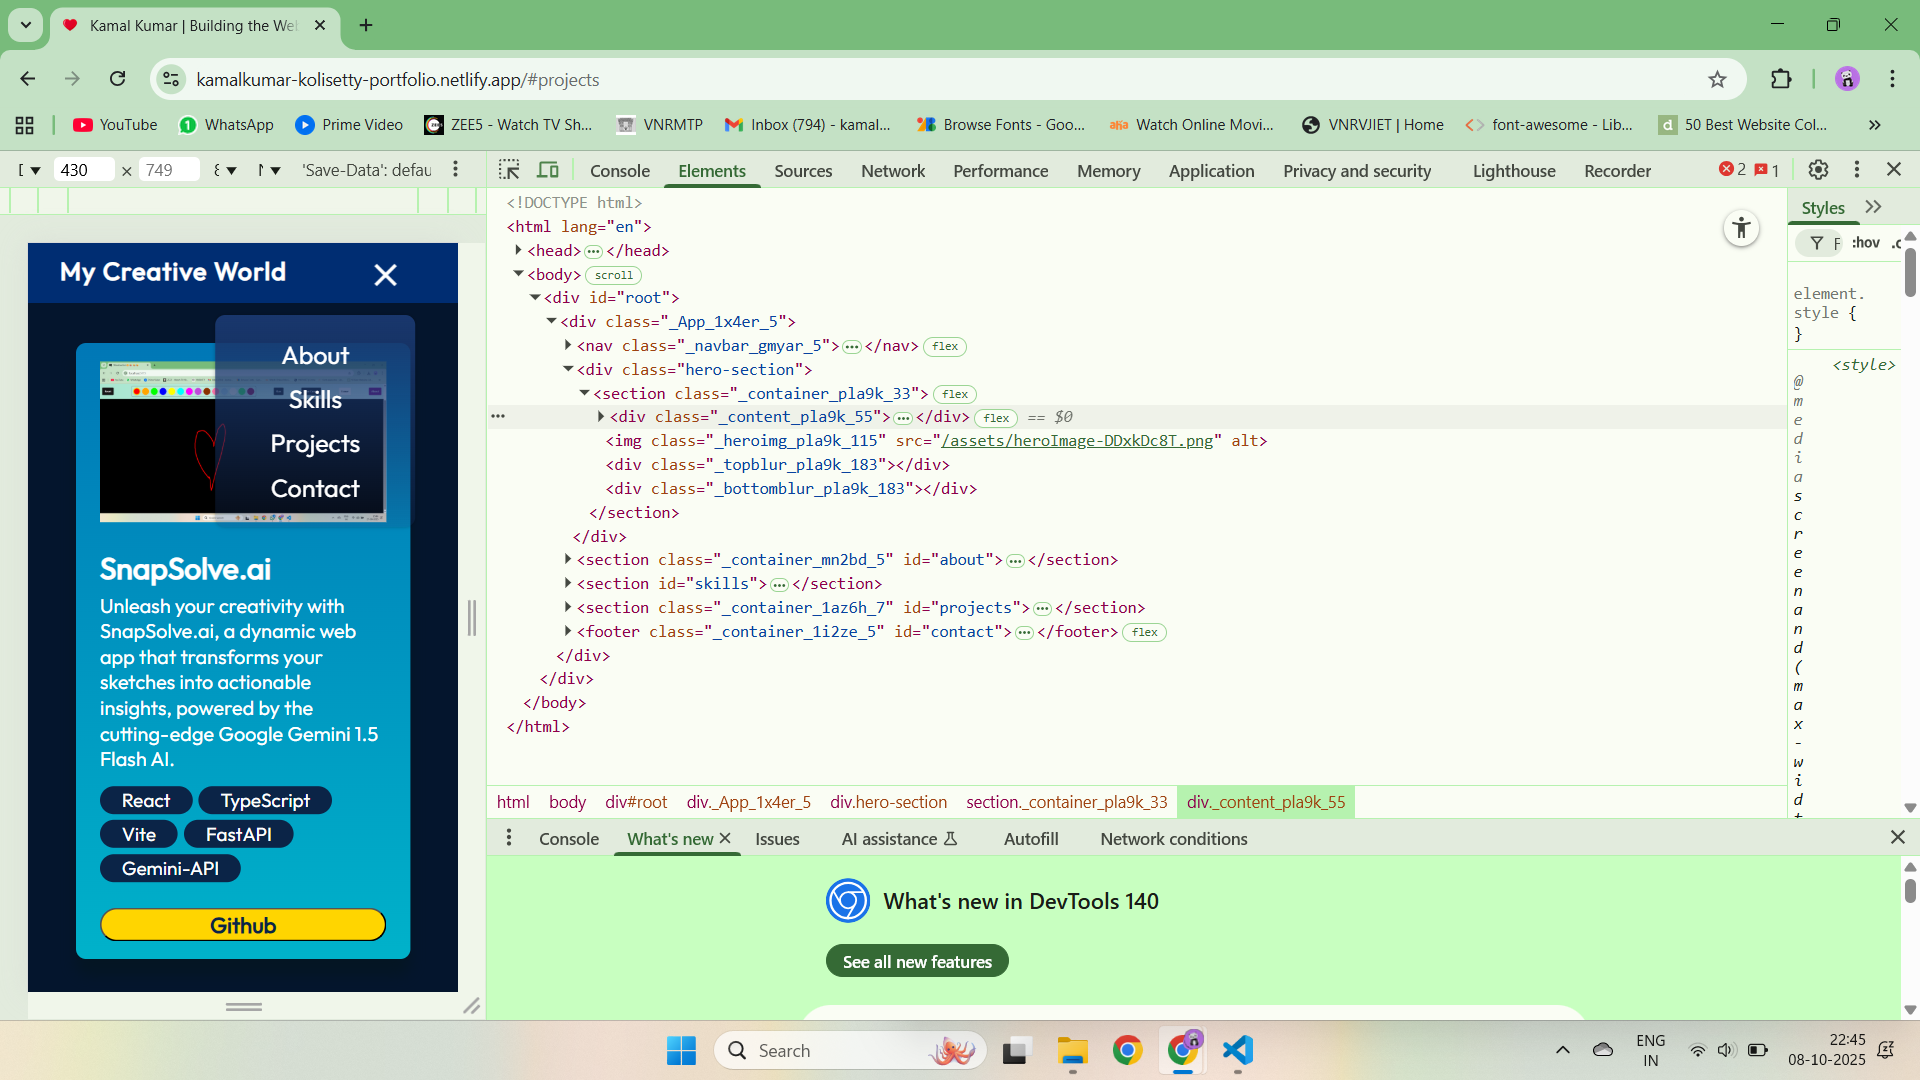 Kamal Kumar | Building the We
kamalkumar-kolisetty-portfolio.netlify.app/#projects
YouTube
WhatsApp
Prime Video
ZEE5 - Watch TV Sh...
VNRMTP
Inbox (794) - kamal...
Browse Fonts - Goo...
Watch Online Movi...
VNRVJIET | Home
font-awesome - Lib...
50 Best Website Col...
430 × 749 'Save-Data': defau
Console Elements Sources Network Performance Memory Application Privacy and security Lighthouse Recorder 2 1
My Creative World
About
Skills
Projects
Contact
SnapSolve.ai
Unleash your creativity with
SnapSolve.ai, a dynamic web
app that transforms your
sketches into actionable
insights, powered by the
cutting-edge Google Gemini 1.5
Flash AI.
React TypeScript
Vite FastAPI
Gemini-API
Github
<!DOCTYPE html>
<html lang="en">
<head>…</head>
<body> scroll
<div id="root">
<div class="_App_1x4er_5">
<nav class="_navbar_gmyar_5">…</nav> flex
<div class="hero-section">
<section class="_container_pla9k_33"> flex
<div class="_content_pla9k_55">…</div> flex == $0
<img class="_heroimg_pla9k_115" src="/assets/heroImage-DDxkDc8T.png" alt>
<div class="_topblur_pla9k_183"></div>
<div class="_bottomblur_pla9k_183"></div>
</section>
</div>
<section class="_container_mn2bd_5" id="about">…</section>
<section id="skills">…</section>
<section class="_container_1az6h_7" id="projects">…</section>
<footer class="_container_1i2ze_5" id="contact">…</footer> flex
</div>
</div>
</body>
</html>
Styles
F :hov .c
element.
style {
}
<style>
@
m
e
d
i
a
s
c
r
e
e
n
a
n
d
(
m
a
x
-
w
i
d
t
html body div#root div._App_1x4er_5 div.hero-section section._container_pla9k_33 div._content_pla9k_55
Console What's new Issues AI assistance Autofill Network conditions
What's new in DevTools 140
See all new features
Search
ENG
IN
22:45
08-10-2025